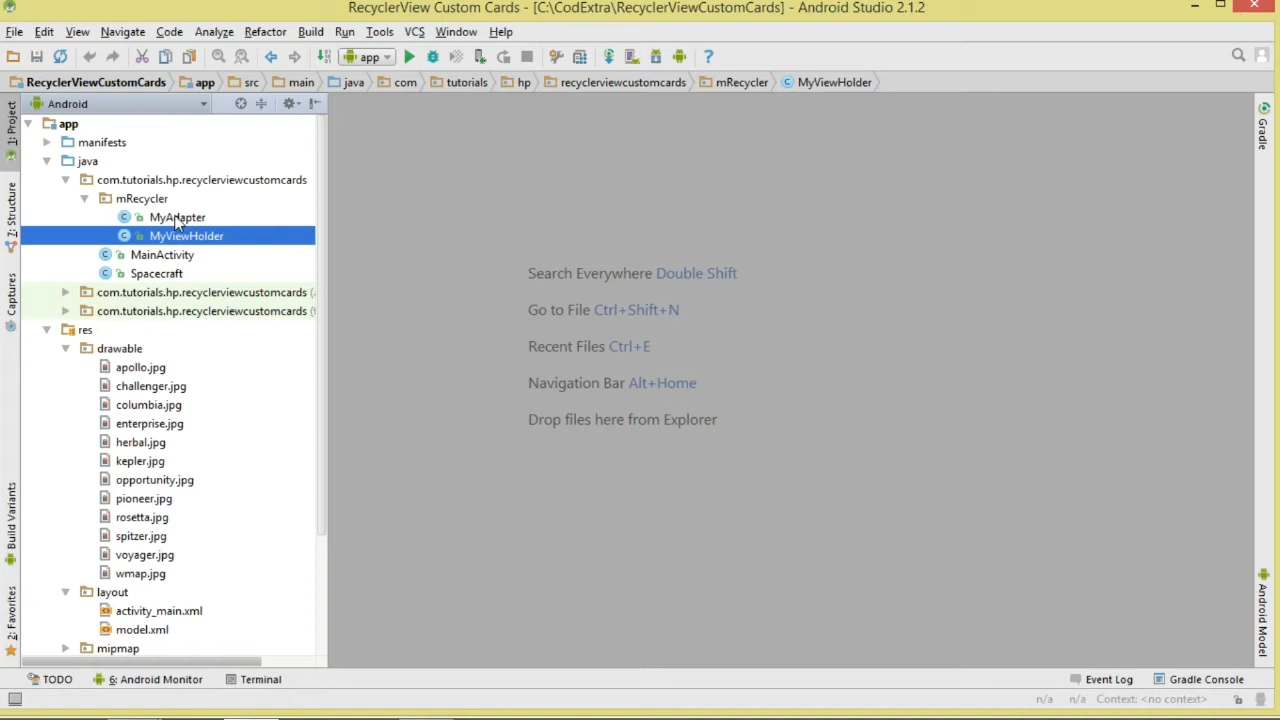 RecyclerView Custom Cards - [C:\CodExtra\RecyclerViewCustomCards] - Android Studio 2.1.2
File Edit View Navigate Code Analyze Refactor Build Run Tools VCS Window Help
app
RecyclerViewCustomCards app src main java com tutorials hp recyclerviewcustomcards mRecycler MyViewHolder
1: Project
Z: Structure
Captures
Build Variants
2: Favorites
Android
app
manifests
java
com.tutorials.hp.recyclerviewcustomcards
mRecycler
MyAdapter
MyViewHolder
MainActivity
Spacecraft
com.tutorials.hp.recyclerviewcustomcards (
com.tutorials.hp.recyclerviewcustomcards (
res
drawable
apollo.jpg
challenger.jpg
columbia.jpg
enterprise.jpg
herbal.jpg
kepler.jpg
opportunity.jpg
pioneer.jpg
rosetta.jpg
spitzer.jpg
voyager.jpg
wmap.jpg
layout
activity_main.xml
model.xml
mipmap
Search Everywhere Double Shift
Go to File Ctrl+Shift+N
Recent Files Ctrl+E
Navigation Bar Alt+Home
Drop files here from Explorer
Gradle
Android Model
TODO 6: Android Monitor Terminal Event Log Gradle Console
n/a n/a Context: <no context>